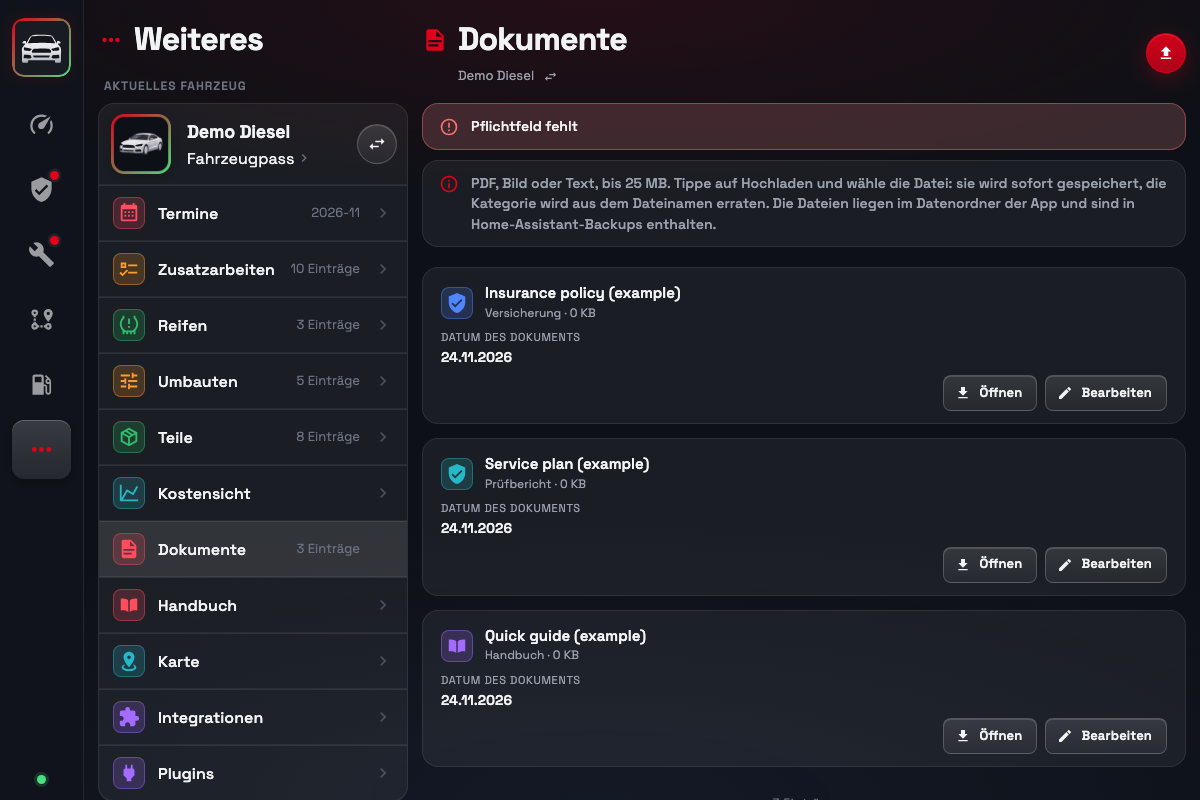 Weiteres
AKTUELLES FAHRZEUG
Demo Diesel
Fahrzeugpass
Termine 2026-11
Zusatzarbeiten 10 Einträge
Reifen 3 Einträge
Umbauten 5 Einträge
Teile 8 Einträge
Kostensicht
Dokumente 3 Einträge
Handbuch
Karte
Integrationen
Plugins
Dokumente
Demo Diesel
Pflichtfeld fehlt
PDF, Bild oder Text, bis 25 MB. Tippe auf Hochladen und wähle die Datei: sie wird sofort gespeichert, die
Kategorie wird aus dem Dateinamen erraten. Die Dateien liegen im Datenordner der App und sind in
Home-Assistant-Backups enthalten.
Insurance policy (example)
Versicherung · 0 KB
DATUM DES DOKUMENTS
24.11.2026
Öffnen Bearbeiten
Service plan (example)
Prüfbericht · 0 KB
DATUM DES DOKUMENTS
24.11.2026
Öffnen Bearbeiten
Quick guide (example)
Handbuch · 0 KB
DATUM DES DOKUMENTS
24.11.2026
Öffnen Bearbeiten